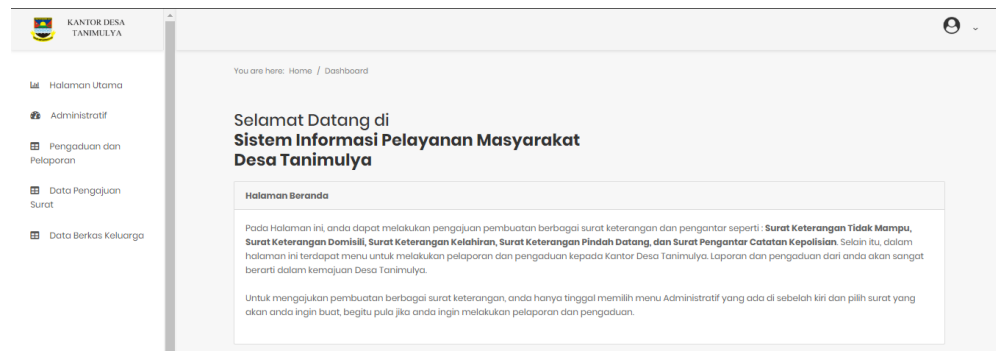 KANTOR DESA
TANIMULYA
Halaman Utama
Administratif
Pengaduan dan
Pelaporan
Data Pengajuan
Surat
Data Berkas Keluarga
You are here: Home / Dashboard
Selamat Datang di
Sistem Informasi Pelayanan Masyarakat
Desa Tanimulya
Halaman Beranda
Pada Halaman ini, anda dapat melakukan pengajuan pembuatan berbagai surat keterangan dan pengantar seperti : Surat Keterangan Tidak Mampu,
Surat Keterangan Domisili, Surat Keterangan Kelahiran, Surat Keterangan Pindah Datang, dan Surat Pengantar Catatan Kepolisian. Selain itu, dalam
halaman ini terdapat menu untuk melakukan pelaporan dan pengaduan kepada Kantor Desa Tanimulya. Laporan dan pengaduan dari anda akan sangat
berarti dalam kemajuan Desa Tanimulya.
Untuk mengajukan pembuatan berbagai surat keterangan, anda hanya tinggal memilih menu Administratif yang ada di sebelah kiri dan pilih surat yang
akan anda ingin buat, begitu pula jika anda ingin melakukan pelaporan dan pengaduan.